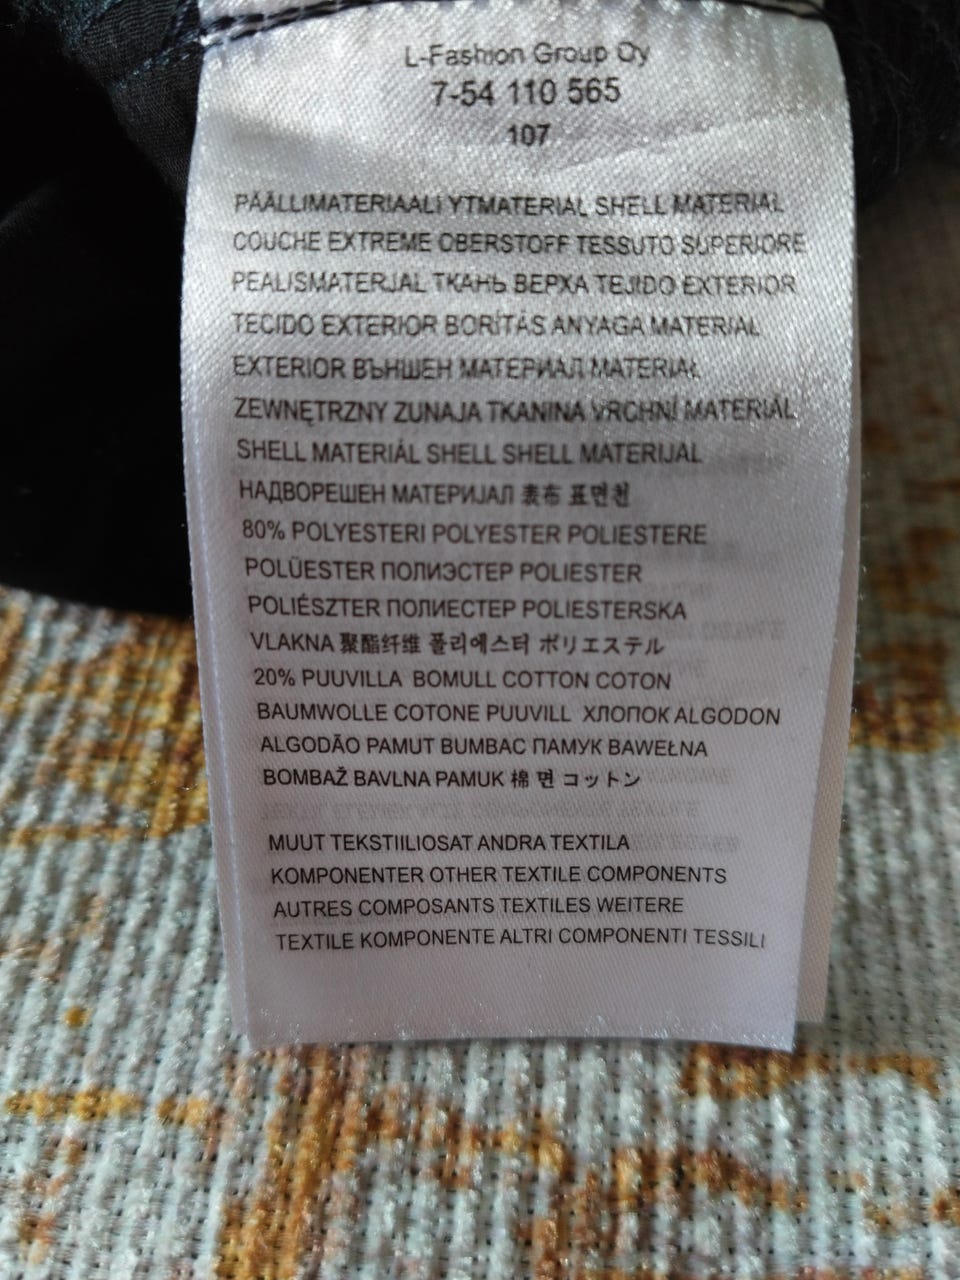 L-Fashion Group Oy
7-54 110 565
107
PÄÄLLIMATERIAALI YTMATERIAL SHELL MATERIAL
COUCHE EXTREME OBERSTOFF TESSUTO SUPERIORE
PEALISMATERJAL ТКАНЬ ВЕРХА TEJIDO EXTERIOR
TECIDO EXTERIOR BORÍTÁS ANYAGA MATERIAL
EXTERIOR ВЪНШЕН МАТЕРИАЛ MATERIAŁ
ZEWNĘTRZNY ZUNAJA TKANINA VRCHNÍ MATERIÁL
SHELL MATERIÁL SHELL SHELL MATERIJAL
НАДВОРЕШЕН МАТЕРИЈАЛ 表布 표면천
80% POLYESTERI POLYESTER POLIESTERE
POLÜESTER ПОЛИЭСТЕР POLIESTER
POLIÉSZTER ПОЛИЕСТЕР POLIESTERSKA
VLAKNA 聚酯纤维 폴리에스터 ポリエステル
20% PUUVILLA BOMULL COTTON COTON
BAUMWOLLE COTONE PUUVILL ХЛОПОК ALGODON
ALGODÃO PAMUT BUMBAC ПАМУК BAWEŁNA
BOMBAŽ BAVLNA PAMUK 棉 면 コットン
MUUT TEKSTIILIOSAT ANDRA TEXTILA
KOMPONENTER OTHER TEXTILE COMPONENTS
AUTRES COMPOSANTS TEXTILES WEITERE
TEXTILE KOMPONENTE ALTRI COMPONENTI TESSILI